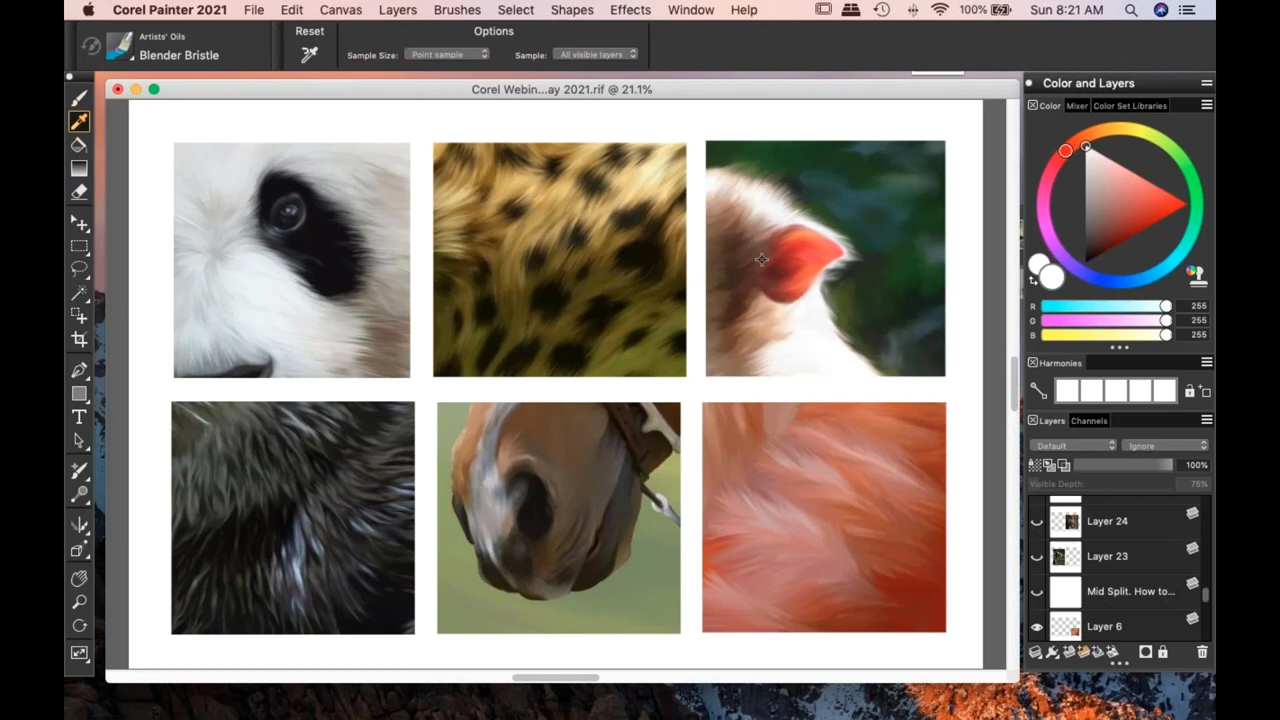 Corel Painter 2021 File Edit Canvas Layers Brushes Select Shapes Effects Window Help 100% Sun 8:21 AM
Artists' Oils
Blender Bristle
Reset
Options
Sample Size: Point sample Sample: All visible layers
Corel Webin...ay 2021.rif @ 21.1%
Color and Layers
Color Mixer Color Set Libraries
R 255
G 255
B 255
Harmonies
Layers Channels
Default Ignore
100%
Visible Depth: 75%
Layer 24
Layer 23
Mid Split. How to...
Layer 6
T